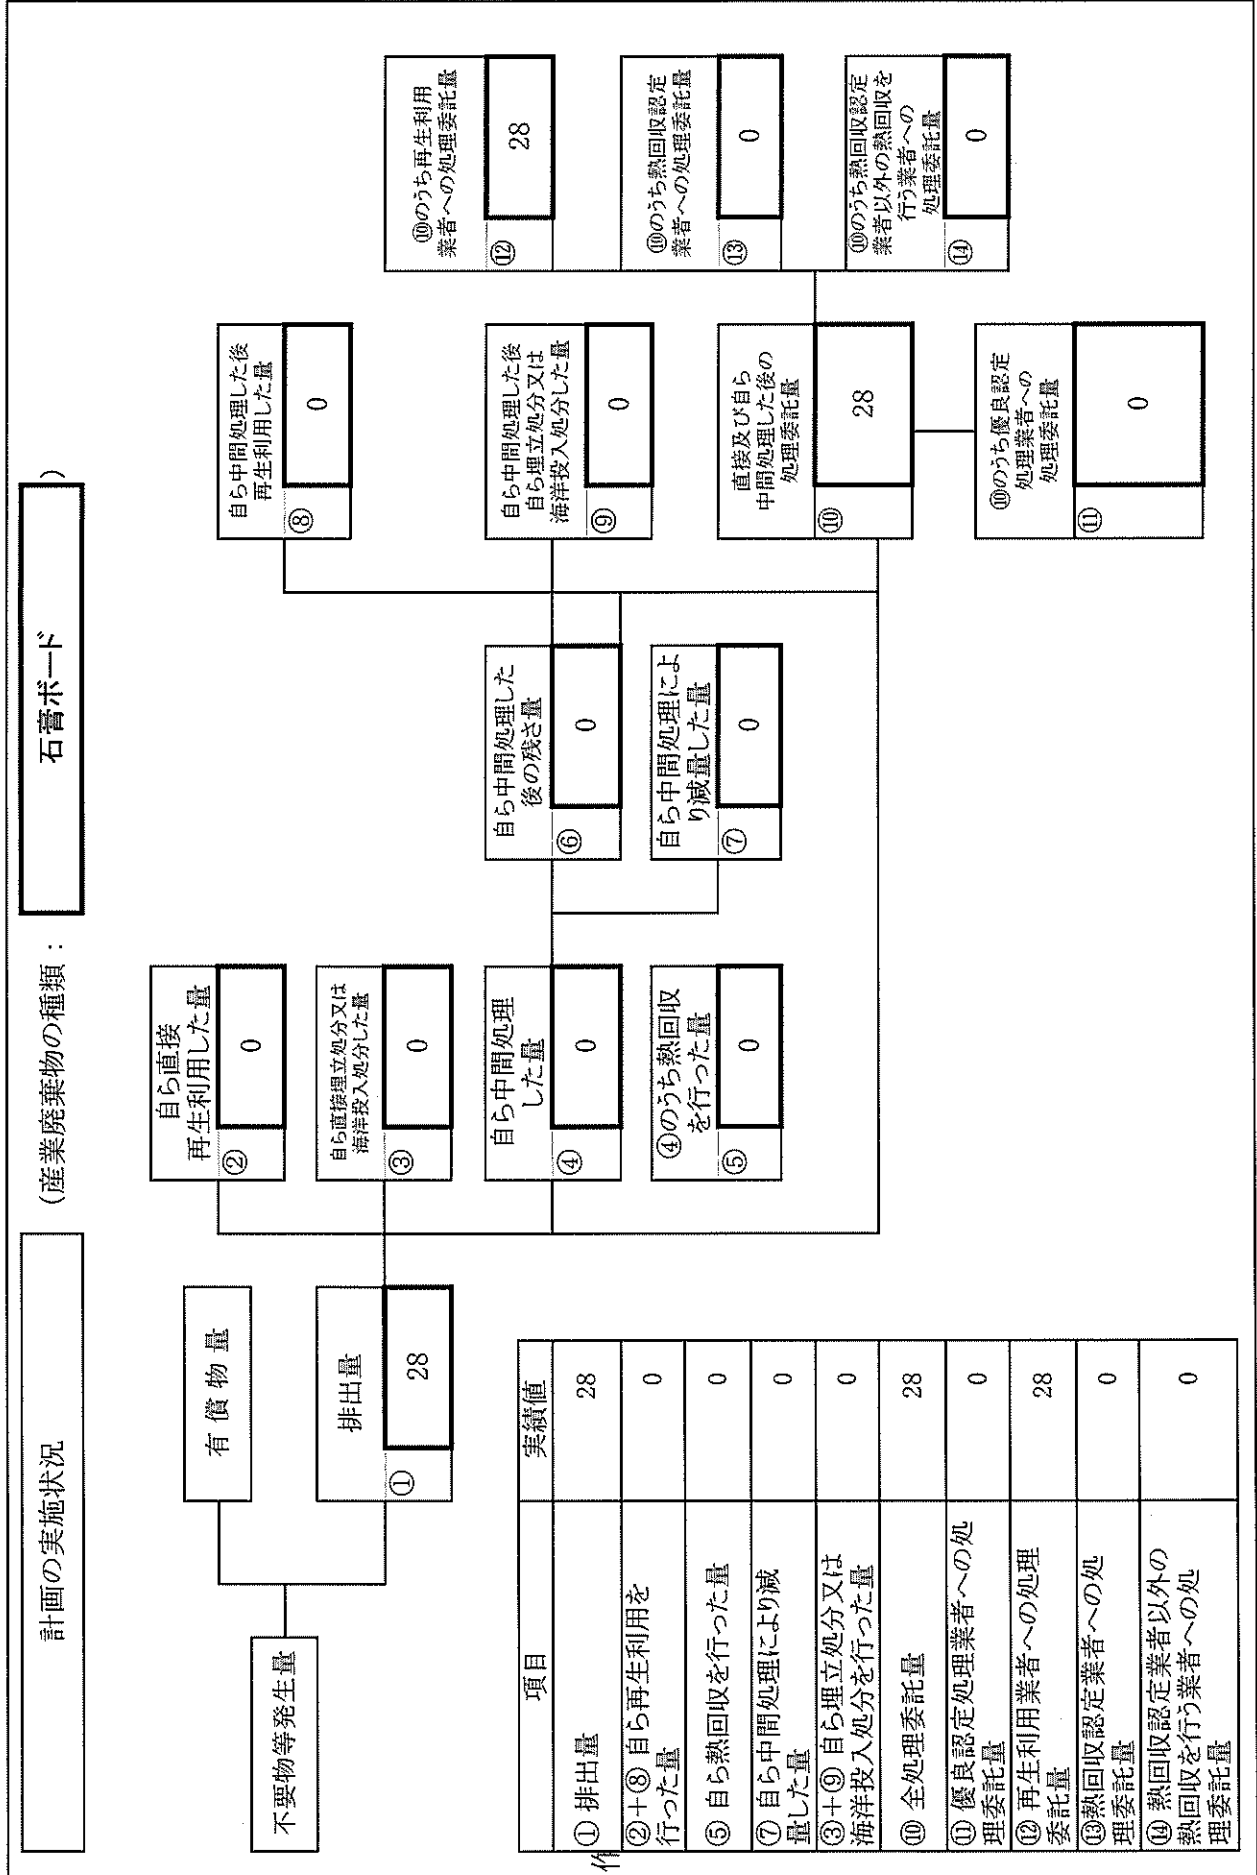 計画の実施状況
(産業廃棄物の種類：
石膏ボード
)
不要物等発生量
有償物量
排出量
①
28
自ら直接
再生利用した量
②
0
自ら直接埋立処分又は
海洋投入処分した量
③
0
自ら中間処理
した量
④
0
④のうち熱回収
を行った量
⑤
0
自ら中間処理した
後の残さ量
⑥
0
自ら中間処理によ
り減量した量
⑦
0
自ら中間処理した後
再生利用した量
⑧
0
自ら中間処理した後
自ら埋立処分又は
海洋投入処分した量
⑨
0
直接及び自ら
中間処理した後の
処理委託量
⑩
28
⑩のうち優良認定
処理業者への
処理委託量
⑪
0
⑩のうち再生利用
業者への処理委託量
⑫
28
⑩のうち熱回収認定
業者への処理委託量
⑬
0
⑩のうち熱回収認定
業者以外の熱回収を
行う業者への
処理委託量
⑭
0
項目 実績値
① 排出量 28
②＋⑧ 自ら再生利用を
行った量 0
⑤ 自ら熱回収を行った量 0
⑦ 自ら中間処理により減
量した量 0
③＋⑨ 自ら埋立処分又は
海洋投入処分を行った量 0
⑩ 全処理委託量 28
⑪ 優良認定処理業者への処
理委託量 0
⑫ 再生利用業者への処理
委託量 28
⑬熱回収認定業者への処
理委託量 0
⑭ 熱回収認定業者以外の
熱回収を行う業者への処
理委託量 0
作